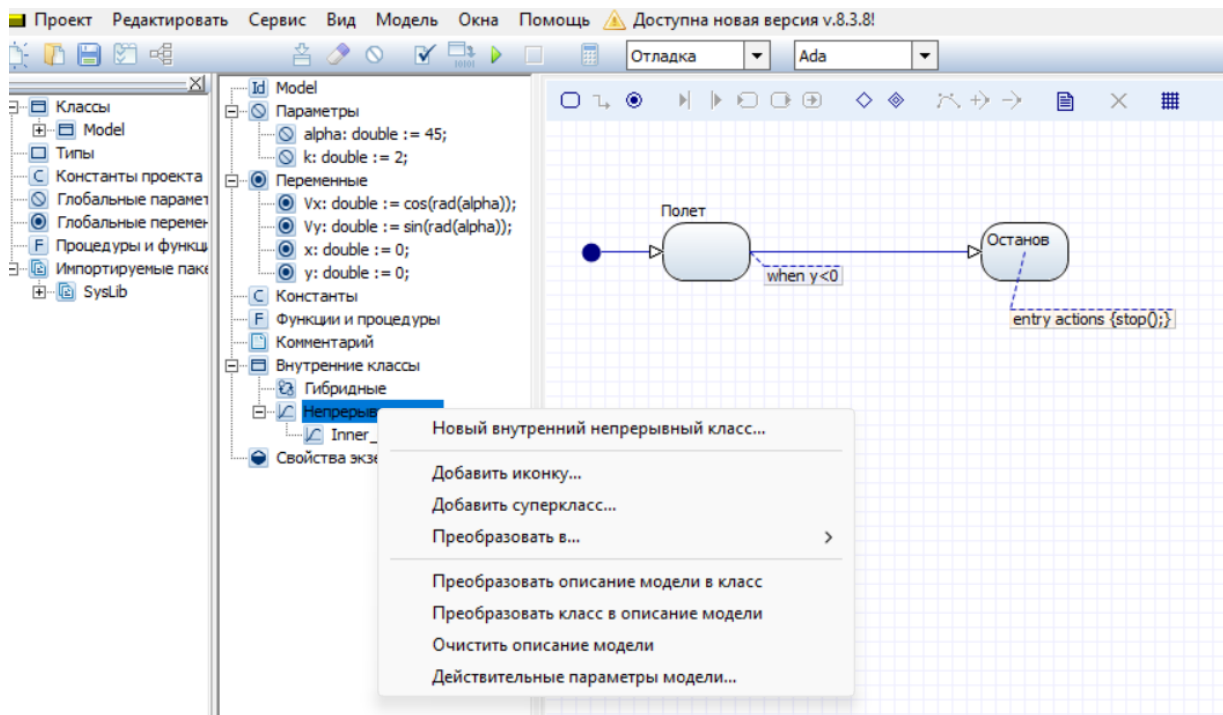 Проект Редактировать Сервис Вид Модель Окна Помощь Доступна новая версия v.8.3.8!
Отладка Ada
Классы
Model
Типы
Константы проекта
Глобальные парамет
Глобальные перемен
Процедуры и функци
Импортируемые паке
SysLib
Id Model
Параметры
alpha: double := 45;
k: double := 2;
Переменные
Vx: double := cos(rad(alpha));
Vy: double := sin(rad(alpha));
x: double := 0;
y: double := 0;
C Константы
F Функции и процедуры
Комментарий
Внутренние классы
Гибридные
Непрерыв
Inner_
Свойства экзе
Новый внутренний непрерывный класс...
Добавить иконку...
Добавить суперкласс...
Преобразовать в...
Преобразовать описание модели в класс
Преобразовать класс в описание модели
Очистить описание модели
Действительные параметры модели...
Полет
when y<0
Останов
entry actions {stop();}